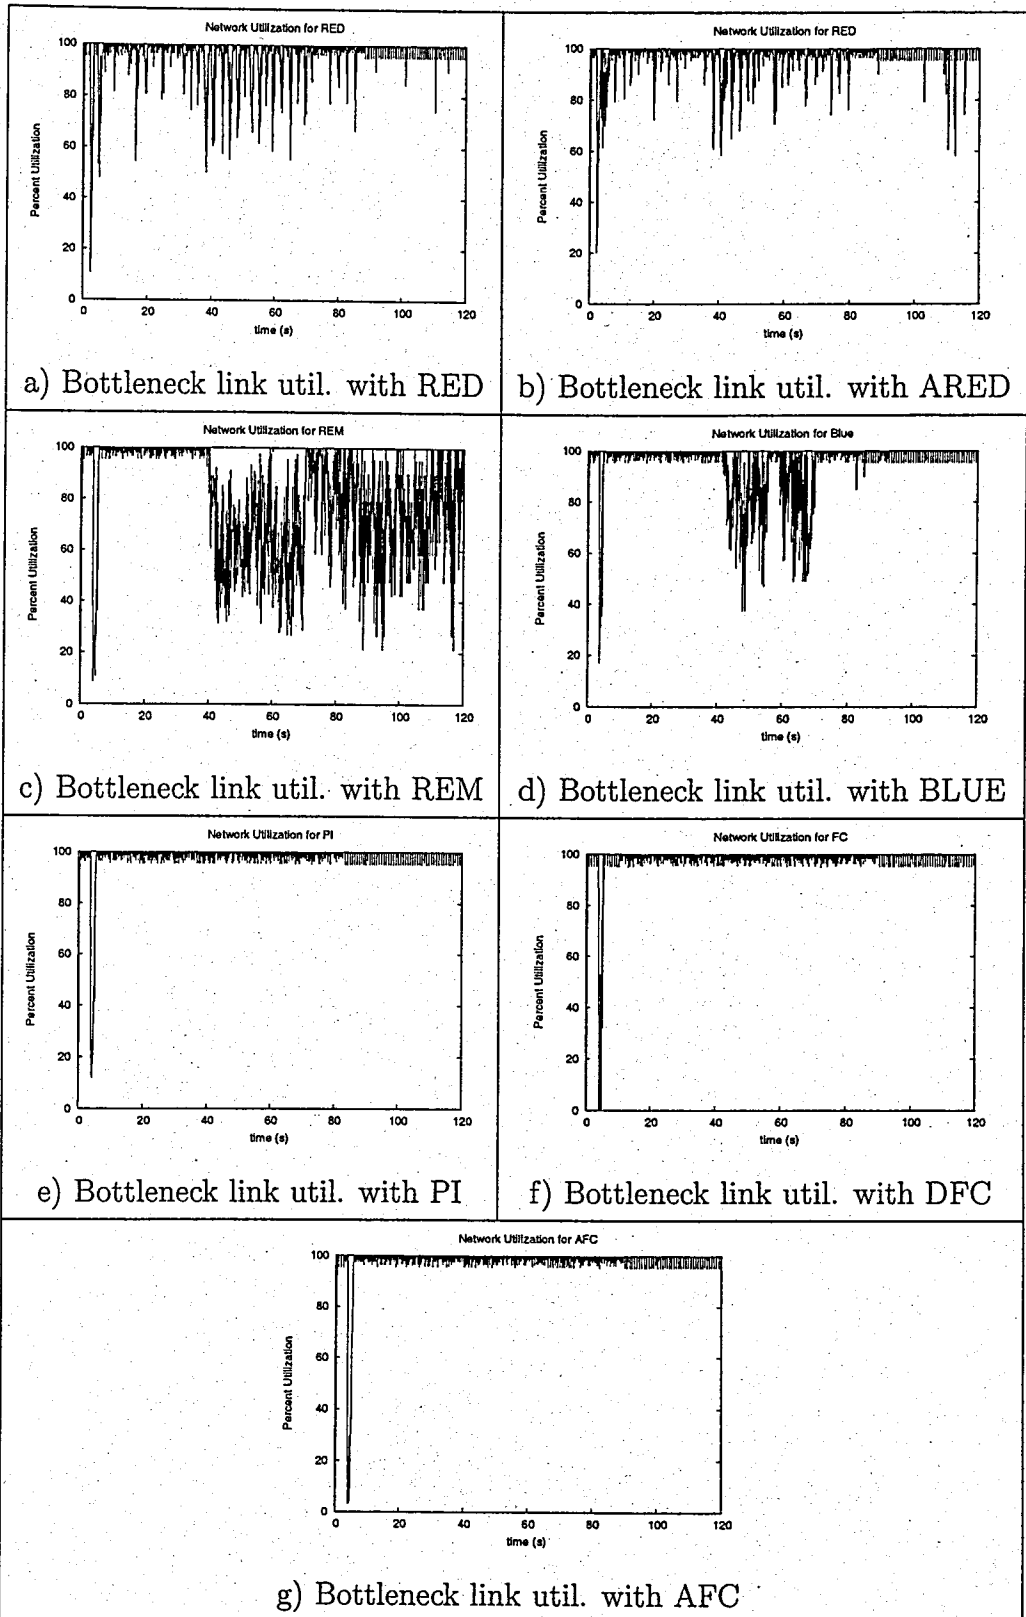 Network Utilization for RED
100
80
60
40
20
0
Percent Utilization
0 20 40 60 80 100 120
time (s)
a) Bottleneck link util. with RED
Network Utilization for RED
100
80
60
40
20
0
Percent Utilization
0 20 40 60 80 100 120
time (s)
b) Bottleneck link util. with ARED
Network Utilization for REM
100
80
60
40
20
0
Percent Utilization
0 20 40 60 80 100 120
time (s)
c) Bottleneck link util. with REM
Network Utilization for Blue
100
80
60
40
20
0
Percent Utilization
0 20 40 60 80 100 120
time (s)
d) Bottleneck link util. with BLUE
Network Utilization for PI
100
80
60
40
20
0
Percent Utilization
0 20 40 60 80 100 120
time (s)
e) Bottleneck link util. with PI
Network Utilization for FC
100
80
60
40
20
0
Percent Utilization
0 20 40 60 80 100 120
time (s)
f) Bottleneck link util. with DFC
Network Utilization for AFC
100
80
60
40
20
0
Percent Utilization
0 20 40 60 80 100 120
time (s)
g) Bottleneck link util. with AFC